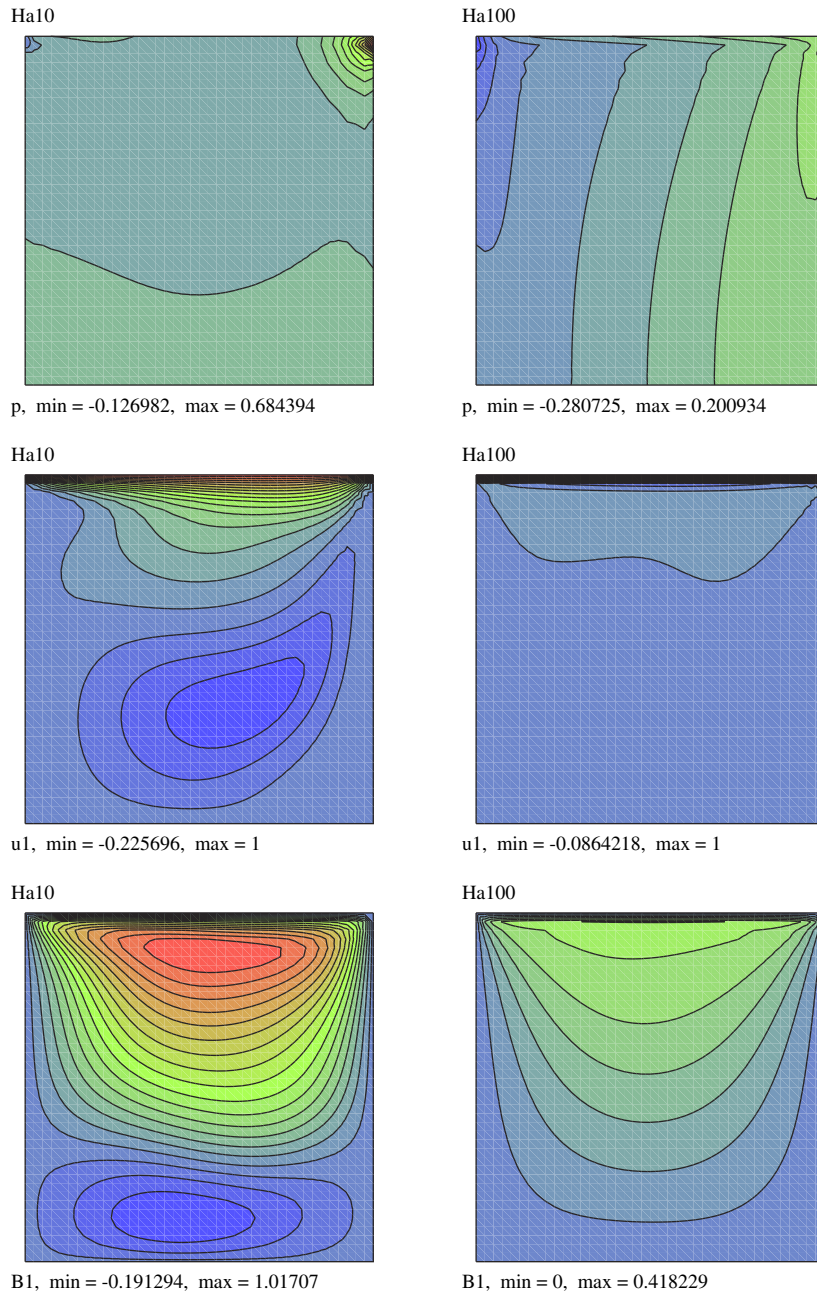 Ha10
Ha100
p, min = -0.126982, max = 0.684394
p, min = -0.280725, max = 0.200934
Ha10
Ha100
u1, min = -0.225696, max = 1
u1, min = -0.0864218, max = 1
Ha10
Ha100
B1, min = -0.191294, max = 1.01707
B1, min = 0, max = 0.418229